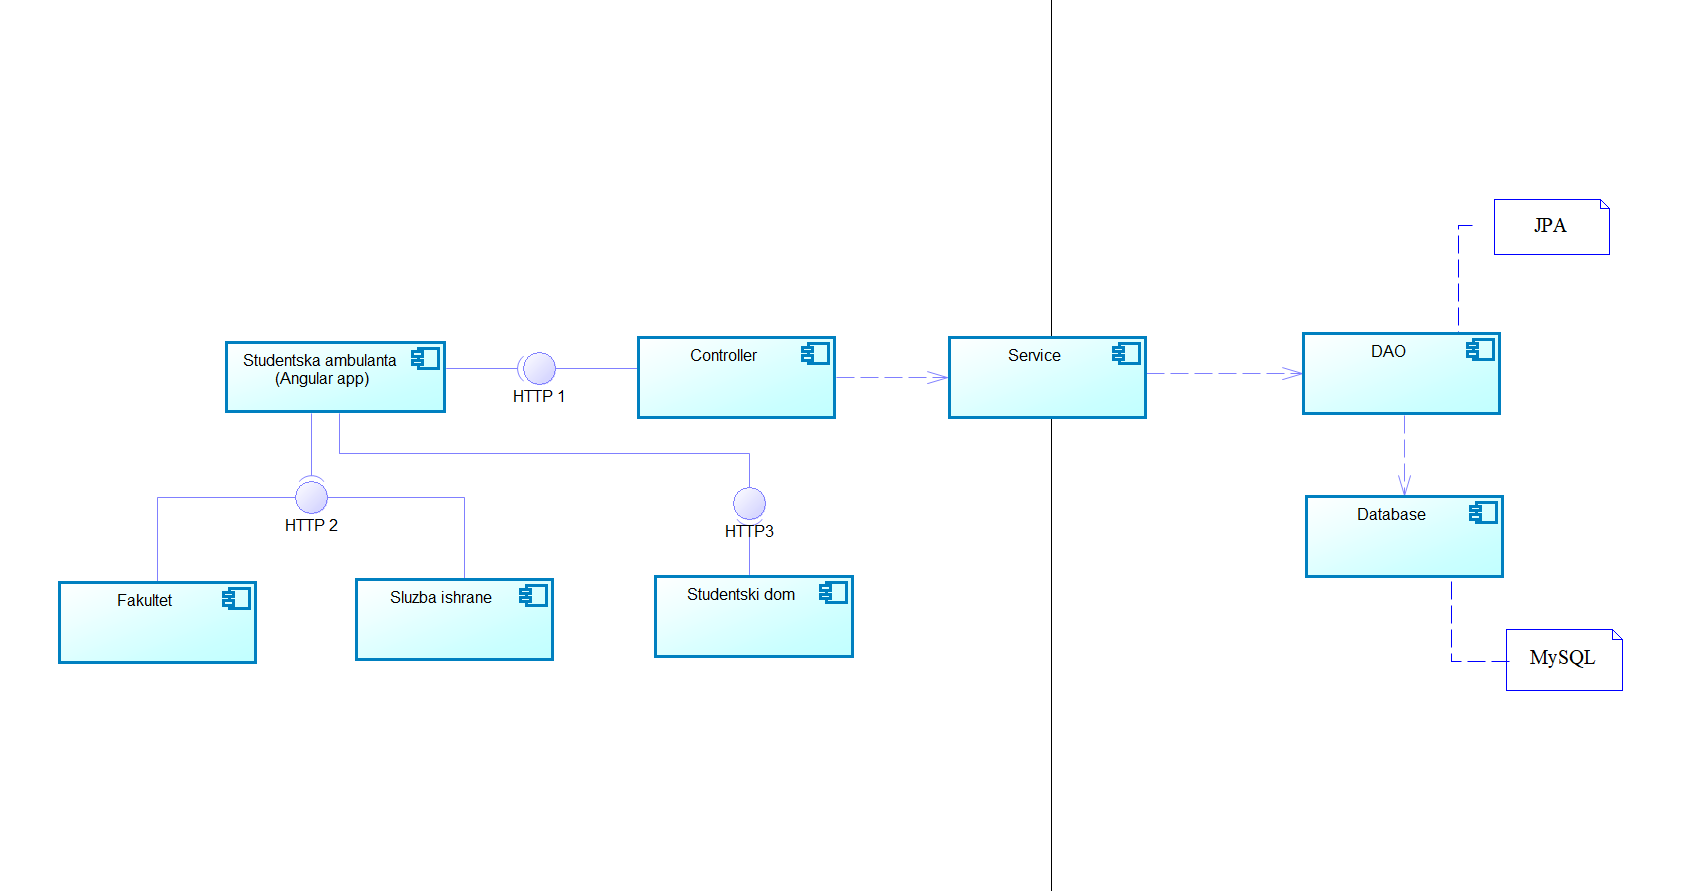 JPA
Studentska ambulanta
(Angular app)
HTTP 1
Controller
Service
DAO
HTTP 2
HTTP3
Database
Fakultet
Sluzba ishrane
Studentski dom
MySQL